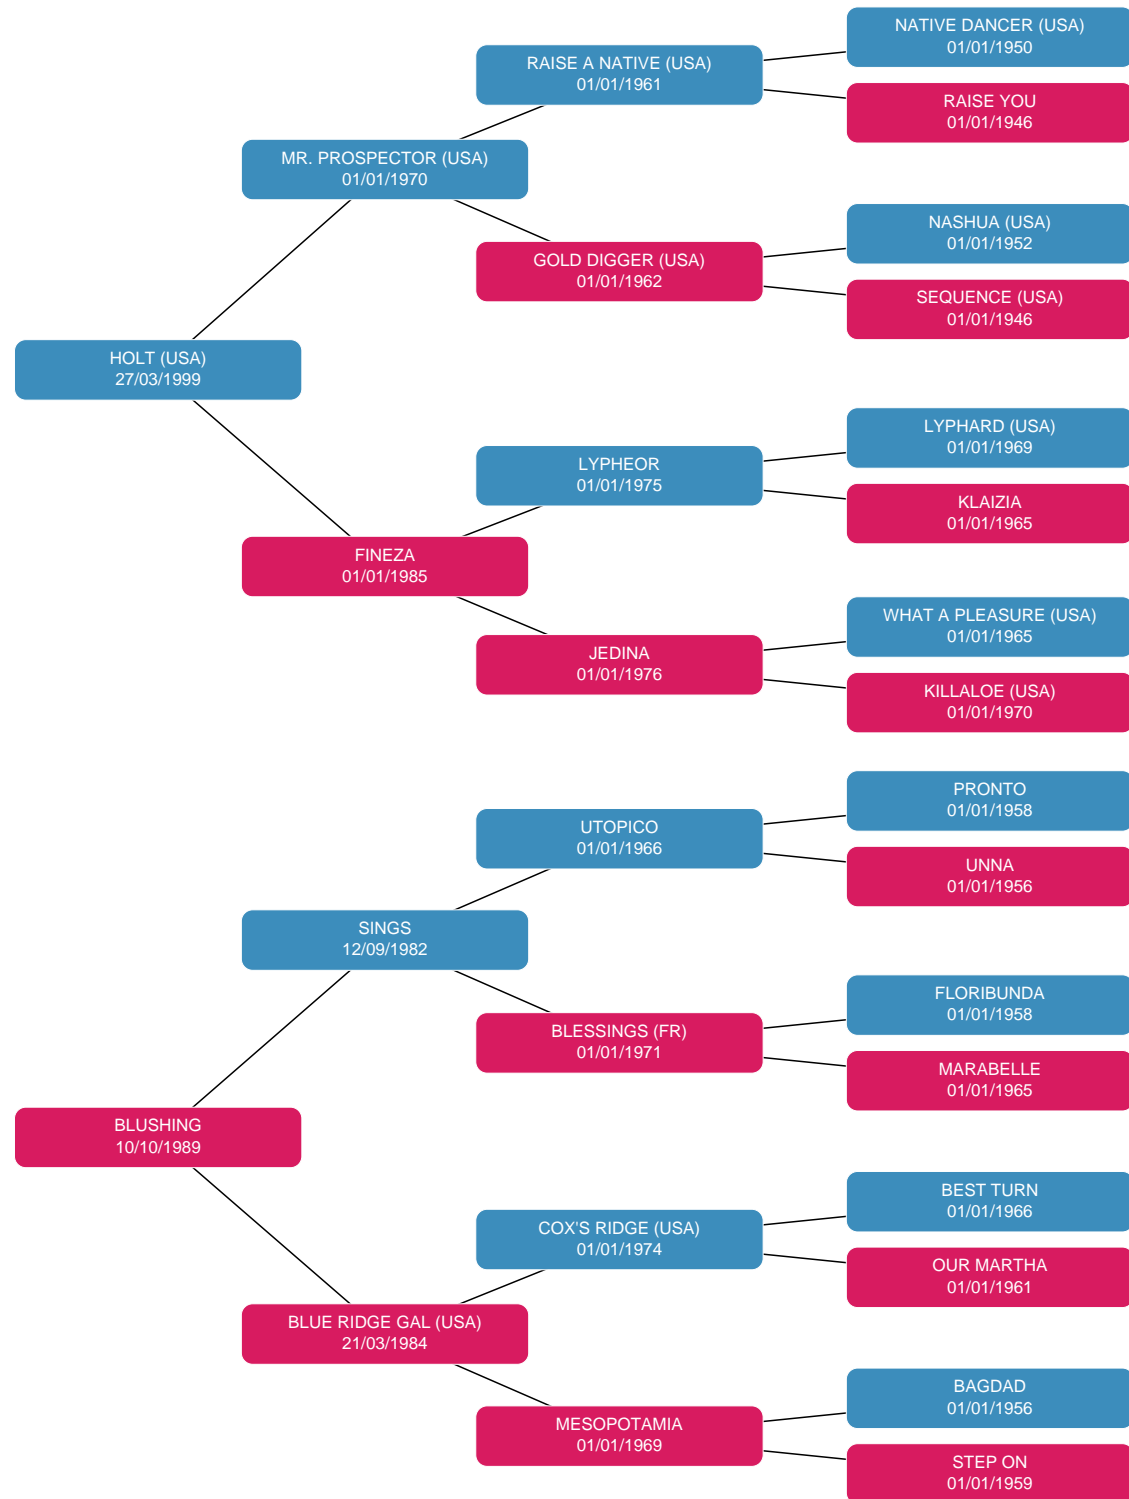 NATIVE DANCER (USA)
01/01/1950
RAISE A NATIVE (USA)
01/01/1961
RAISE YOU
01/01/1946
MR. PROSPECTOR (USA)
01/01/1970
NASHUA (USA)
01/01/1952
GOLD DIGGER (USA)
01/01/1962
SEQUENCE (USA)
01/01/1946
HOLT (USA)
27/03/1999
LYPHARD (USA)
01/01/1969
LYPHEOR
01/01/1975
KLAIZIA
01/01/1965
FINEZA
01/01/1985
WHAT A PLEASURE (USA)
01/01/1965
JEDINA
01/01/1976
KILLALOE (USA)
01/01/1970
PRONTO
01/01/1958
UTOPICO
01/01/1966
UNNA
01/01/1956
SINGS
12/09/1982
FLORIBUNDA
01/01/1958
BLESSINGS (FR)
01/01/1971
MARABELLE
01/01/1965
BLUSHING
10/10/1989
BEST TURN
01/01/1966
COX'S RIDGE (USA)
01/01/1974
OUR MARTHA
01/01/1961
BLUE RIDGE GAL (USA)
21/03/1984
BAGDAD
01/01/1956
MESOPOTAMIA
01/01/1969
STEP ON
01/01/1959